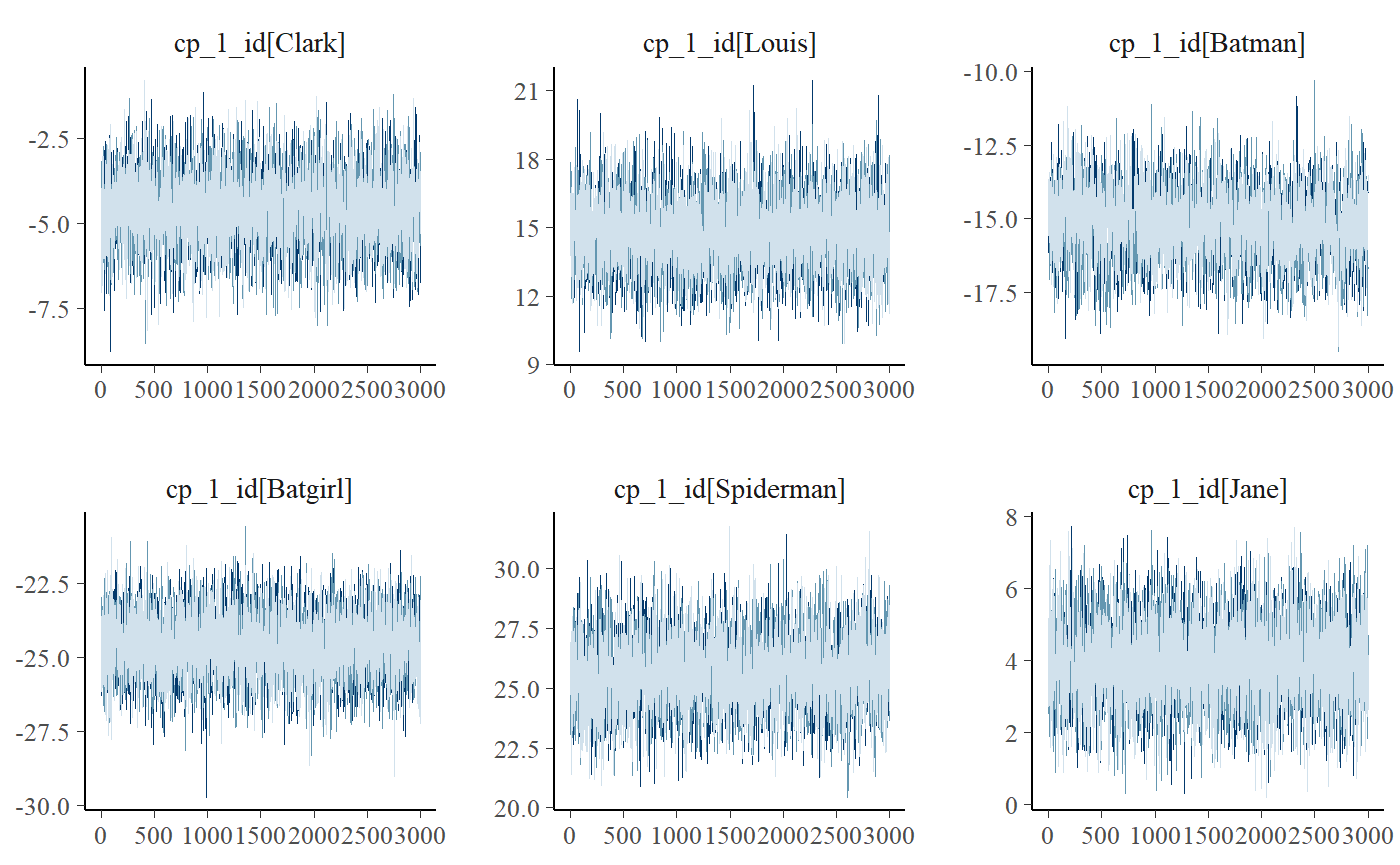 cp_1_id[Clark]
-2.5
-5.0
-7.5
0 500 1000 1500 2000 2500 3000
cp_1_id[Louis]
21
18
15
12
9
0 500 1000 1500 2000 2500 3000
cp_1_id[Batman]
-10.0
-12.5
-15.0
-17.5
0 500 1000 1500 2000 2500 3000
cp_1_id[Batgirl]
-22.5
-25.0
-27.5
-30.0
0 500 1000 1500 2000 2500 3000
cp_1_id[Spiderman]
30.0
27.5
25.0
22.5
20.0
0 500 1000 1500 2000 2500 3000
cp_1_id[Jane]
8
6
4
2
0
0 500 1000 1500 2000 2500 3000